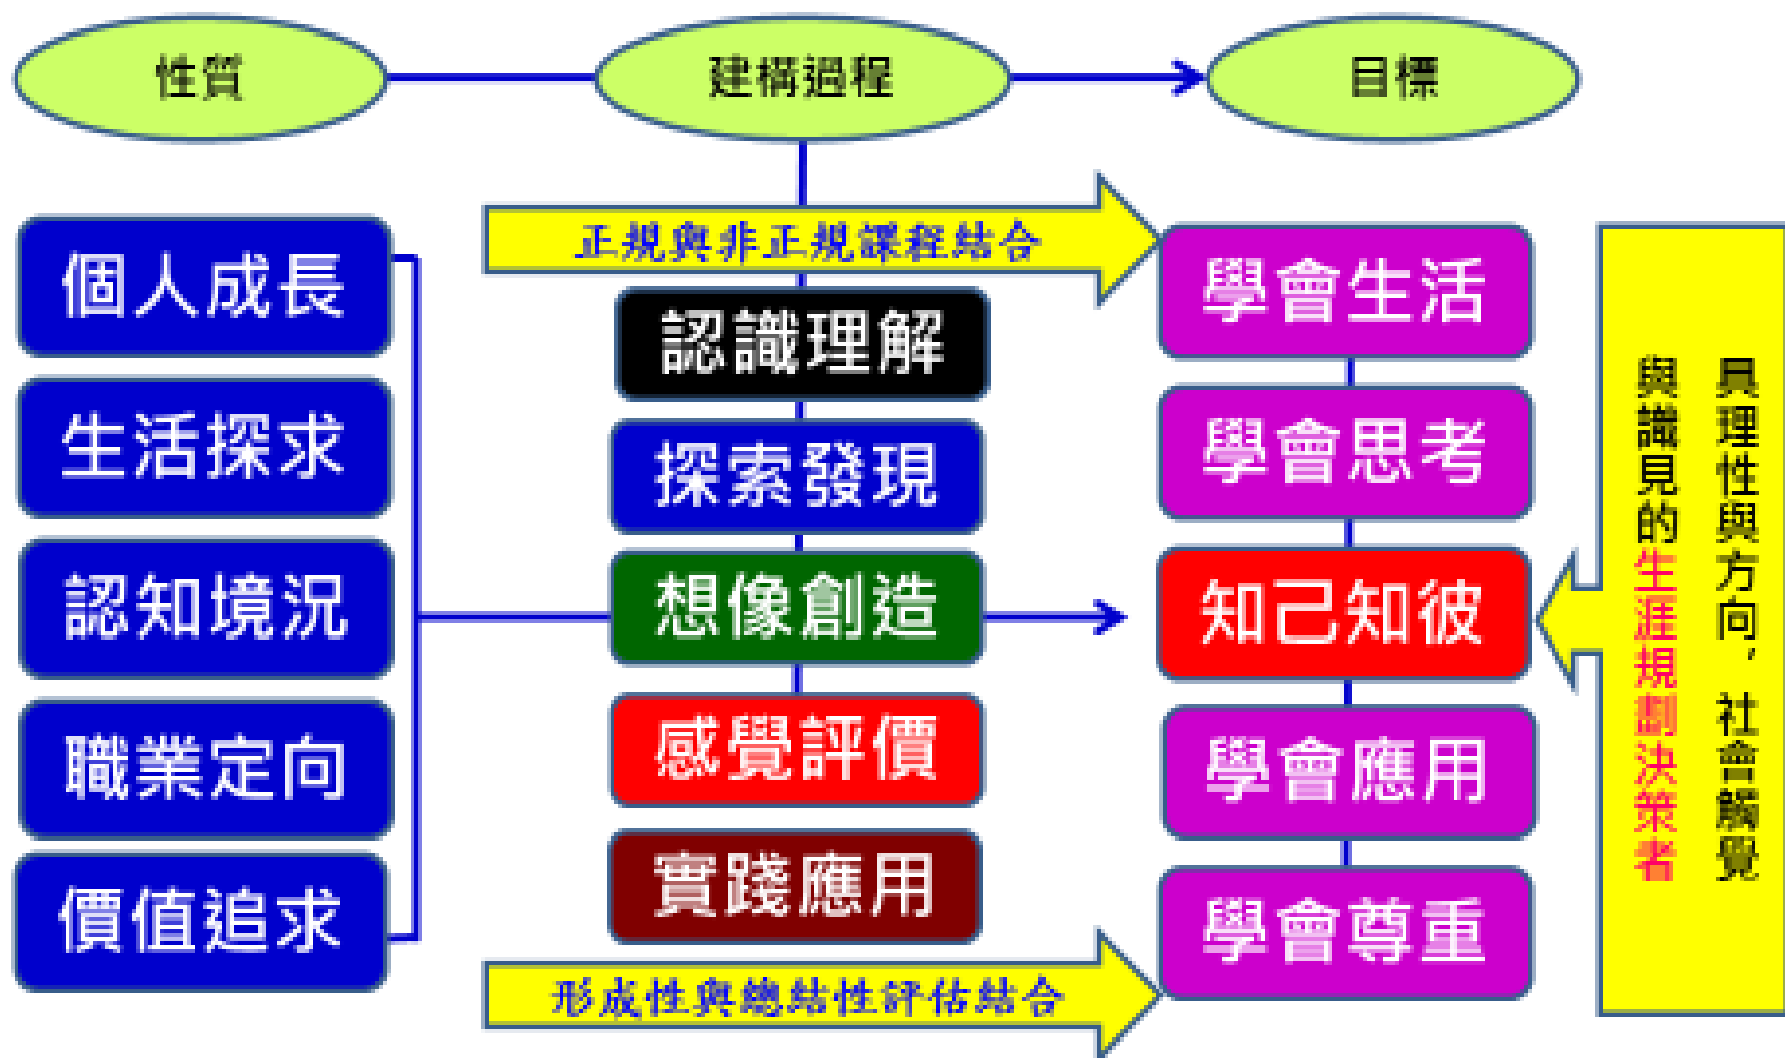 性質
建構過程
目標
正規與非正規課程結合
個人成長
生活探求
認知境況
職業定向
價值追求
認識理解
探索發現
想像創造
感覺評價
實踐應用
學會生活
學會思考
知己知彼
學會應用
學會尊重
形成性與總結性評估結合
具理性與方向、社會觸覺
與識見的生涯規劃決策者